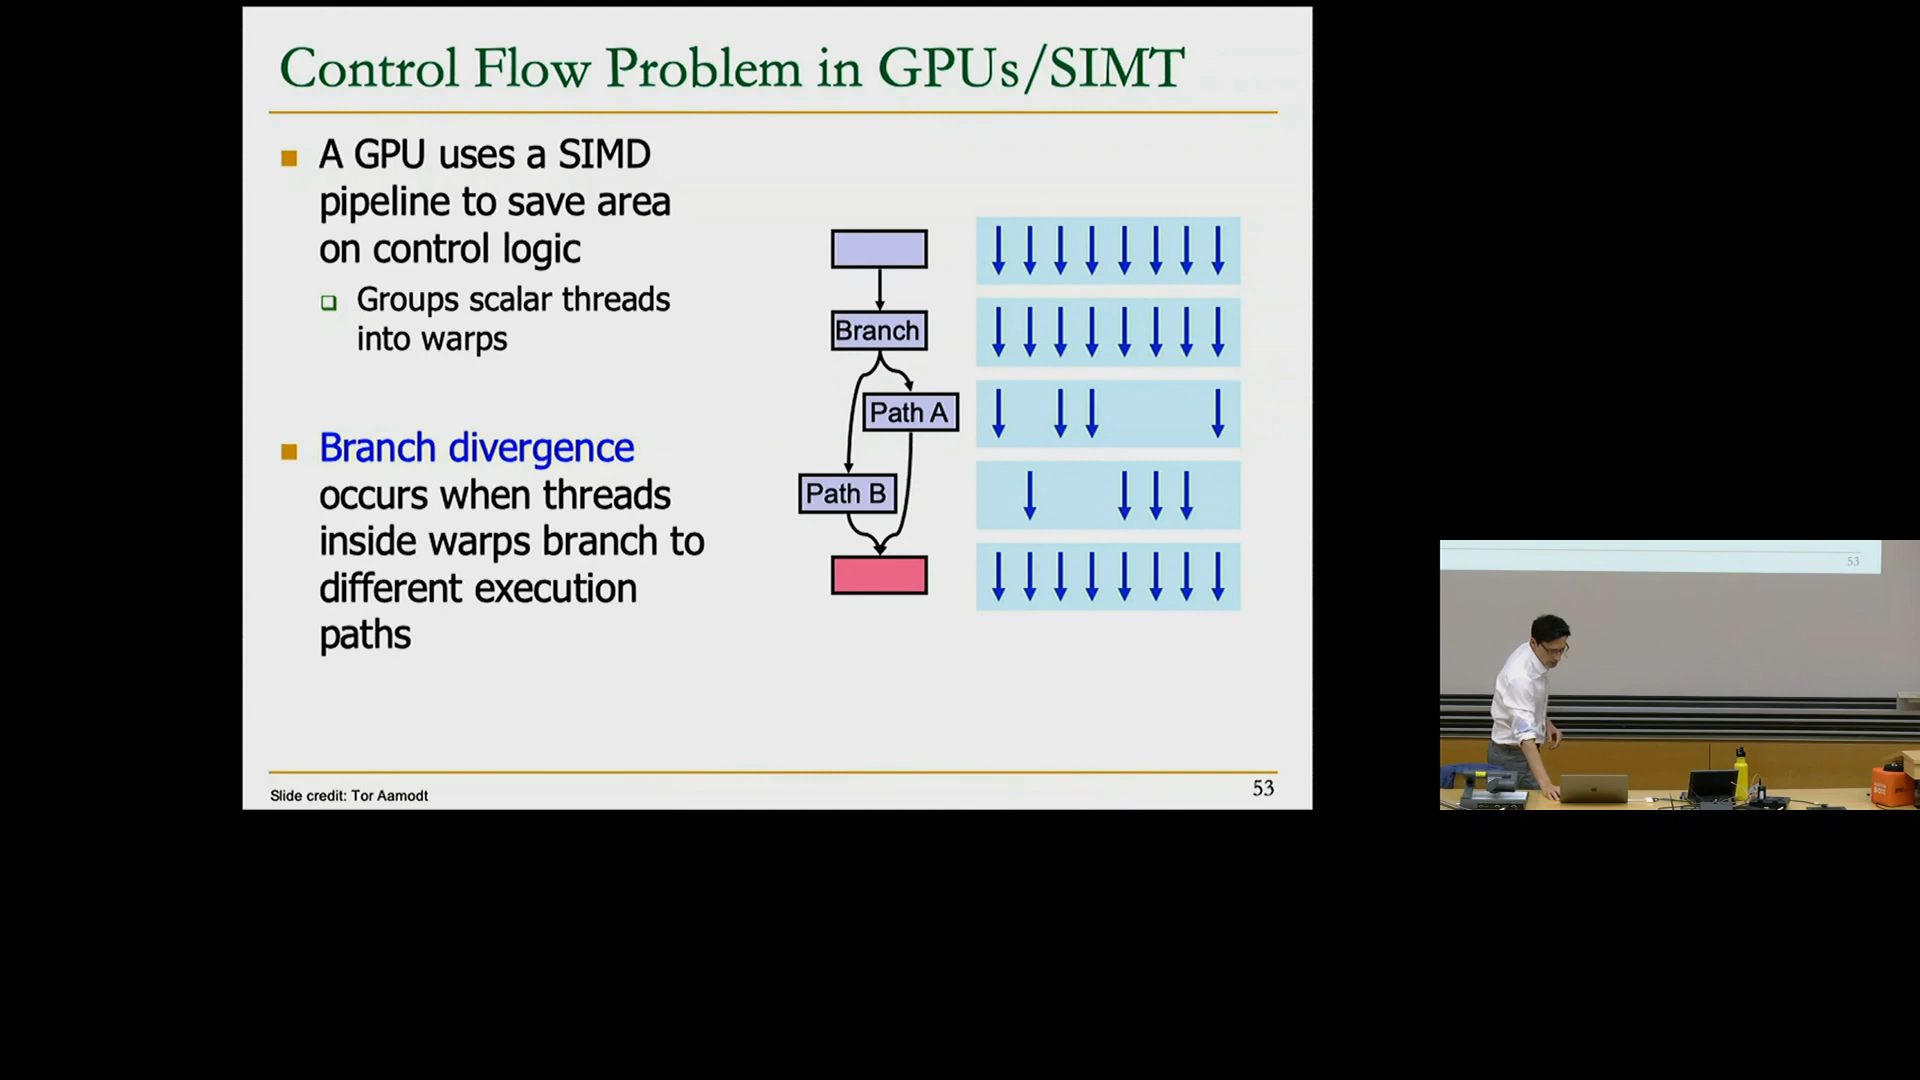 Control Flow Problem in GPUs/SIMT
A GPU uses a SIMD
pipeline to save area
on control logic
Groups scalar threads
into warps
Branch divergence
occurs when threads
inside warps branch to
different execution
paths
Branch
Path A
Path B
Slide credit: Tor Aamodt
53
53